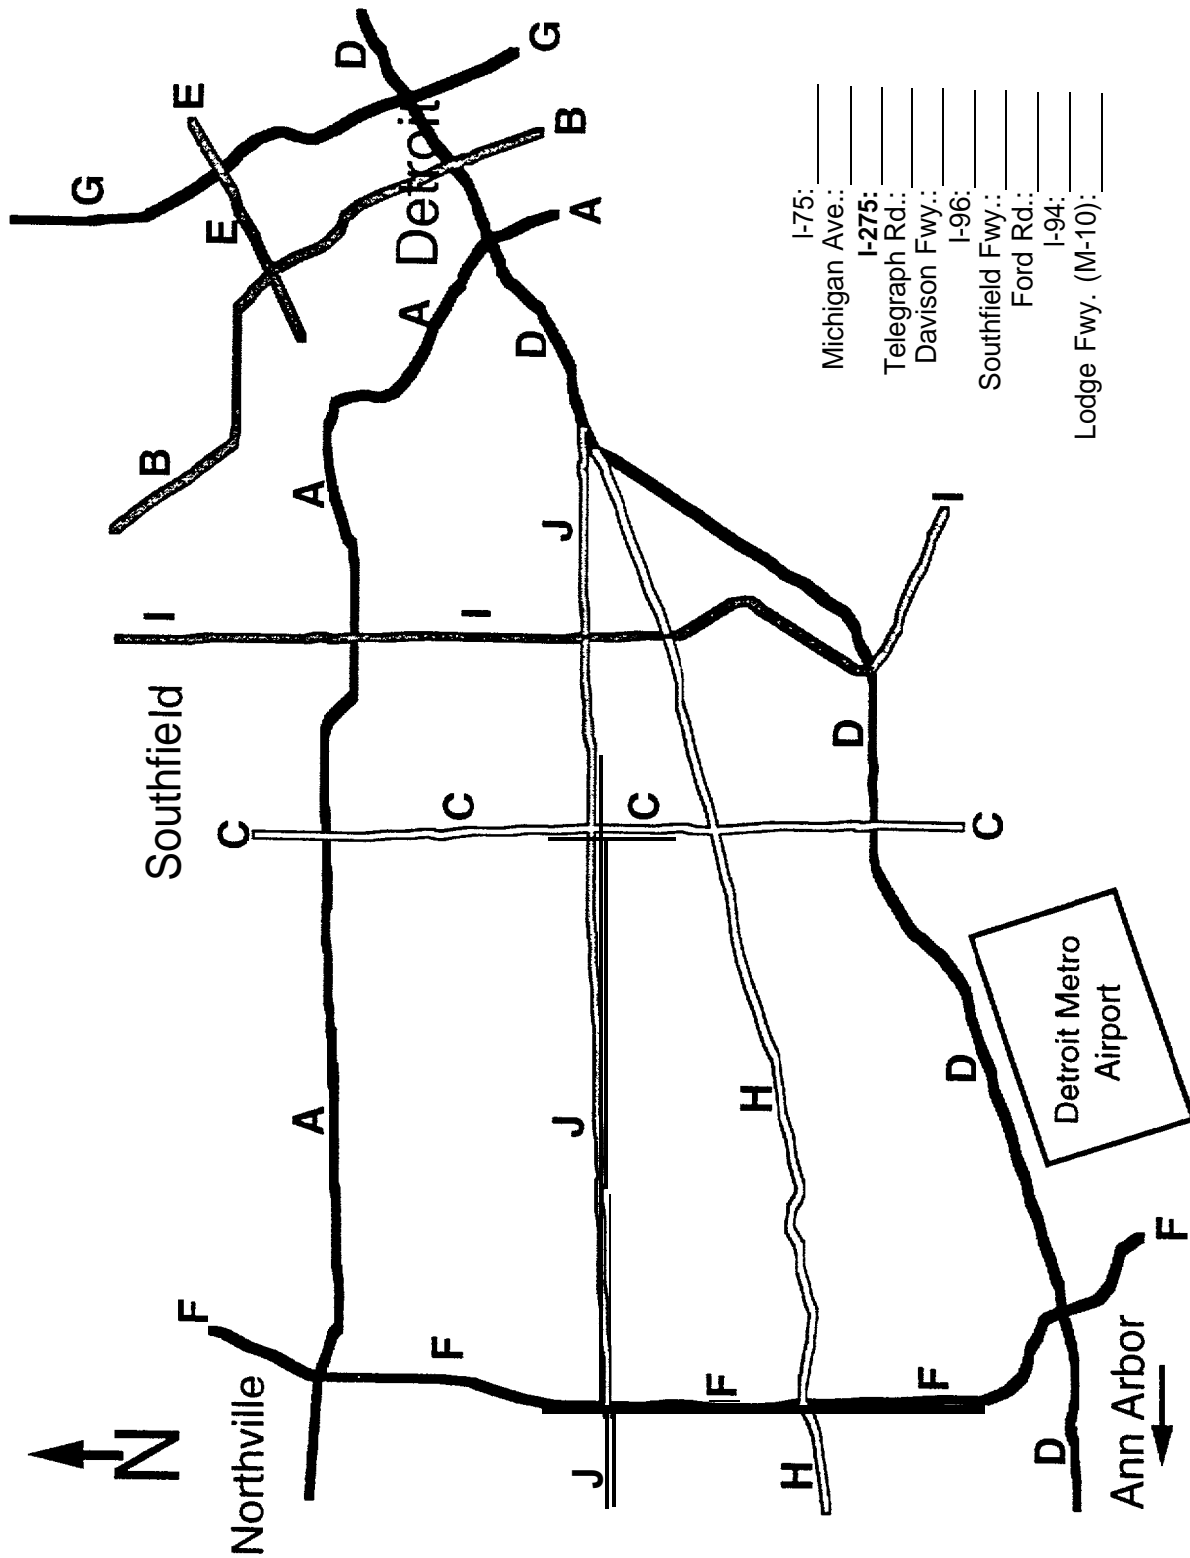 N
Northville
Southfield
Detroit
Detroit Metro
Airport
Ann Arbor
A
A
A
A
B
B
C
C
C
D
D
D
D
D
E
E
F
F
F
F
F
G
G
H
H
I
I
I
J
J
J
I-75:
Michigan Ave.:
I-275:
Telegraph Rd.:
Davison Fwy.:
I-96:
Southfield Fwy.:
Ford Rd.:
I-94:
Lodge Fwy. (M-10):